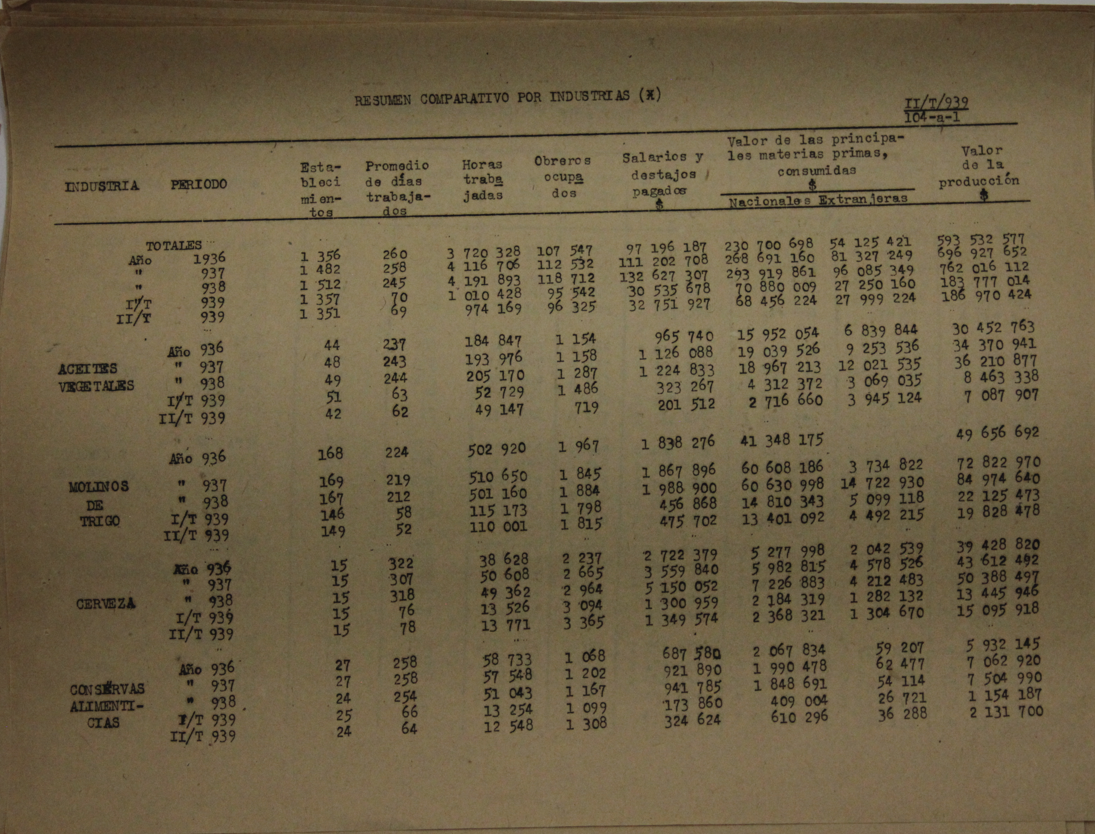 RESUMEN COMPARATIVO POR INDUSTRIAS (*)
II/T/939
104-a-1
INDUSTRIA PERIODO Esta- bleci mien- tos Promedio de días trabaja- dos Horas traba jadas Obreros ocupa dos Salarios y destajos pagados $ Valor de las principa- les materias primas, consumidas $ Nacionales Extranjeras Valor de la producción $
TOTALES
Año 1936 1 356 260 3 720 328 107 547 97 196 187 230 700 698 54 125 421 593 532 577
" 937 1 482 258 4 116 706 112 532 111 202 708 268 691 160 81 327 249 696 927 652
" 938 1 512 245 4 191 893 118 712 132 627 307 293 919 861 96 085 349 762 016 112
I/T 939 1 357 70 1 010 428 95 542 30 535 678 70 880 009 27 250 160 183 777 014
II/T 939 1 351 69 974 169 96 325 32 751 927 68 456 224 27 999 224 186 970 424
Año 936 44 237 184 847 1 154 965 740 15 952 054 6 839 844 30 452 763
ACEITES " 937 48 243 193 976 1 158 1 126 088 19 039 526 9 253 536 34 370 941
VEGETALES " 938 49 244 205 170 1 287 1 224 833 18 967 213 12 021 535 36 210 877
I/T 939 51 63 52 729 1 486 323 267 4 312 372 3 069 035 8 463 338
II/T 939 42 62 49 147 719 201 512 2 716 660 3 945 124 7 087 907
Año 936 168 224 502 920 1 967 1 838 276 41 348 175 49 656 692
MOLINOS " 937 169 219 510 650 1 845 1 867 896 60 608 186 3 734 822 72 822 970
DE " 938 167 212 501 160 1 884 1 988 900 60 630 998 14 722 930 84 974 640
TRIGO I/T 939 146 58 115 173 1 798 456 868 14 810 343 5 099 118 22 125 473
II/T 939 149 52 110 001 1 815 475 702 13 401 092 4 492 215 19 828 478
Año 936 15 322 38 628 2 237 2 722 379 5 277 998 2 042 539 39 428 820
" 937 15 307 50 608 2 665 3 559 840 5 982 815 4 578 526 43 612 492
CERVEZA " 938 15 318 49 362 2 964 5 150 052 7 226 883 4 212 483 50 388 497
I/T 939 15 76 13 526 3 094 1 300 959 2 184 319 1 282 132 13 445 946
II/T 939 15 78 13 771 3 365 1 349 574 2 368 321 1 304 670 15 095 918
Año 936 27 258 58 733 1 068 687 580 2 067 834 59 207 5 932 145
CONSERVAS " 937 27 258 57 548 1 202 921 890 1 990 478 62 477 7 062 920
ALIMENTI- " 938 24 254 51 043 1 167 941 785 1 848 691 54 114 7 504 990
CIAS I/T 939 25 66 13 254 1 099 173 860 409 004 26 721 1 154 187
II/T 939 24 64 12 548 1 308 324 624 610 296 36 288 2 131 700